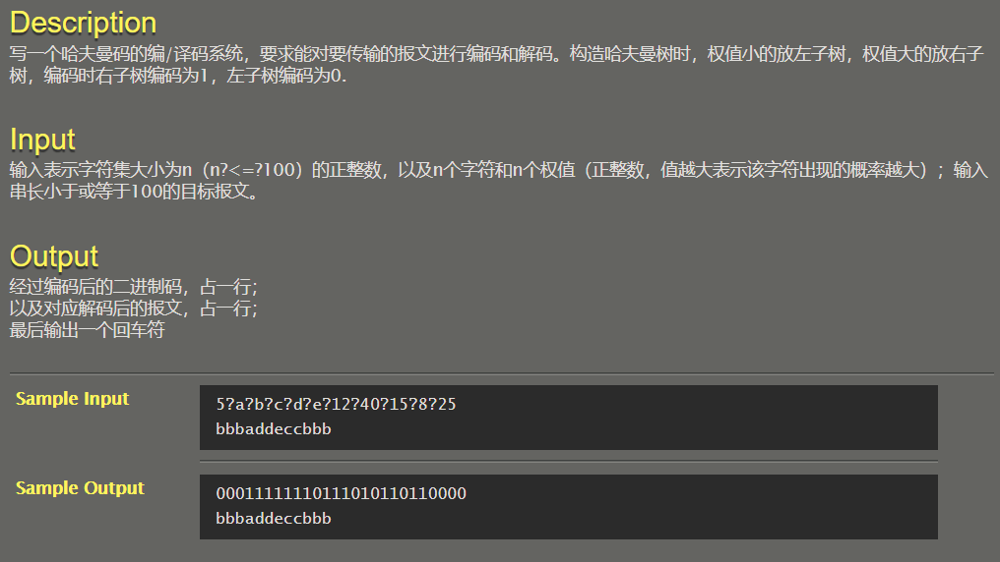 Description
写一个哈夫曼码的编/译码系统，要求能对要传输的报文进行编码和解码。构造哈夫曼树时，权值小的放左子树，权值大的放右子
树，编码时右子树编码为1，左子树编码为0.
Input
输入表示字符集大小为n（n?<=?100）的正整数，以及n个字符和n个权值（正整数，值越大表示该字符出现的概率越大）；输入
串长小于或等于100的目标报文。
Output
经过编码后的二进制码，占一行；
以及对应解码后的报文，占一行；
最后输出一个回车符
Sample Input
5?a?b?c?d?e?12?40?15?8?25
bbbaddeccbbb
Sample Output
00011111110111010110110000
bbbaddeccbbb